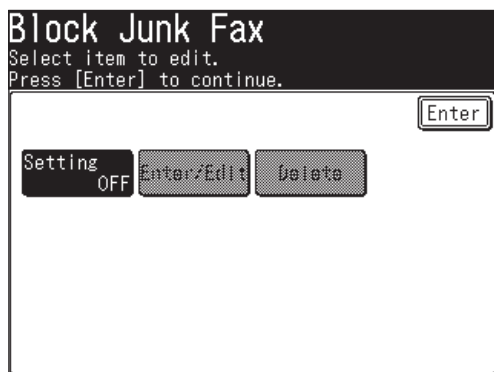 Block Junk Fax
Select item to edit.
Press [Enter] to continue.
Enter
Setting
OFF
Enter/Edit
Delete